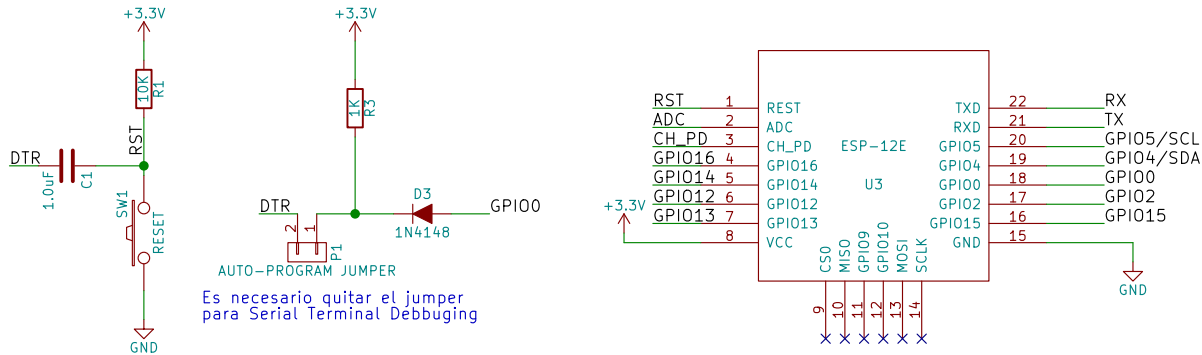 +3.3V
10K
R1
RST
DTR
1.0uF
C1
SW1
RESET
GND
+3.3V
1K
R3
DTR
2
1
P1
AUTO-PROGRAM JUMPER
D3
1N4148
GPIO0
Es necesario quitar el jumper
para Serial Terminal Debbuging
RST 1 REST
ADC 2 ADC
CH_PD 3 CH_PD
GPIO16 4 GPIO16
GPIO14 5 GPIO14
GPIO12 6 GPIO12
GPIO13 7 GPIO13
+3.3V
8 VCC
ESP-12E
U3
TXD 22 RX
RXD 21 TX
GPIO5 20 GPIO5/SCL
GPIO4 19 GPIO4/SDA
GPIO0 18 GPIO0
GPIO2 17 GPIO2
GPIO15 16 GPIO15
GND 15
GND
CSO
MISO
GPIO9
GPIO10
MOSI
SCLK
9
10
11
12
13
14